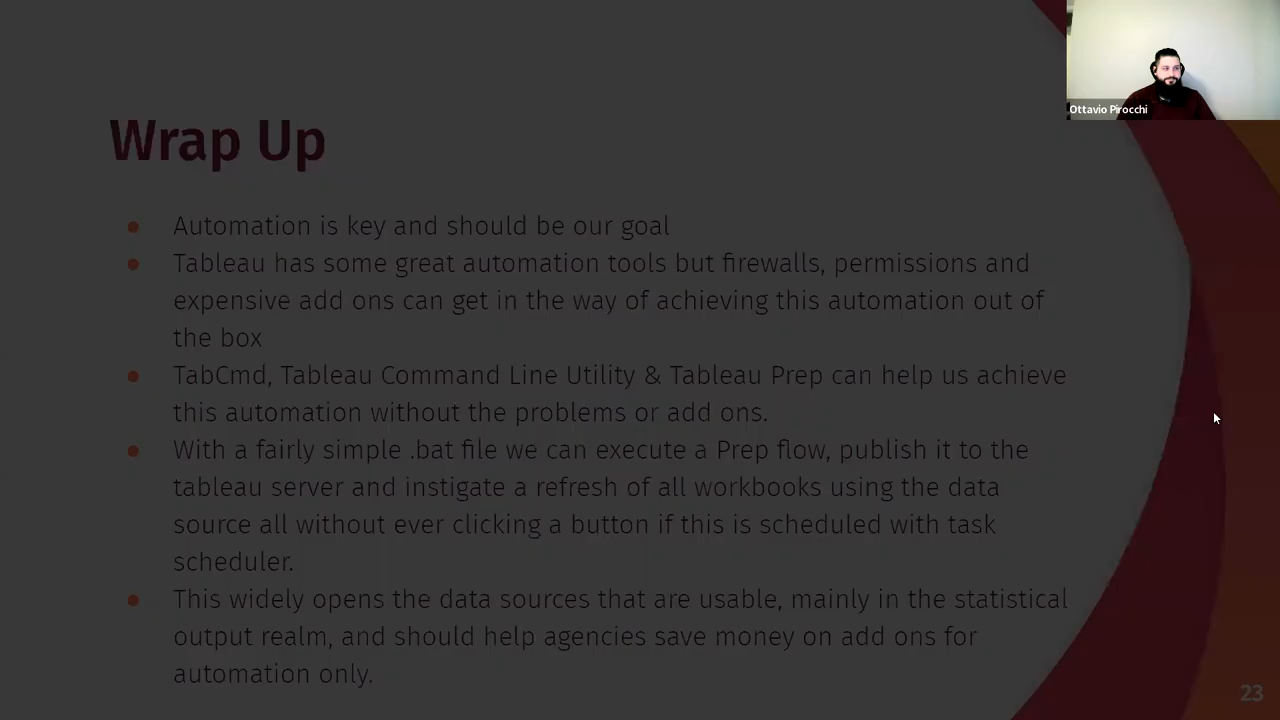 Ottavio Pirocchi
Wrap Up
Automation is key and should be our goal
Tableau has some great automation tools but firewalls, permissions and
expensive add ons can get in the way of achieving this automation out of
the box
TabCmd, Tableau Command Line Utility & Tableau Prep can help us achieve
this automation without the problems or add ons.
With a fairly simple .bat file we can execute a Prep flow, publish it to the
tableau server and instigate a refresh of all workbooks using the data
source all without ever clicking a button if this is scheduled with task
scheduler.
This widely opens the data sources that are usable, mainly in the statistical
output realm, and should help agencies save money on add ons for
automation only.
23